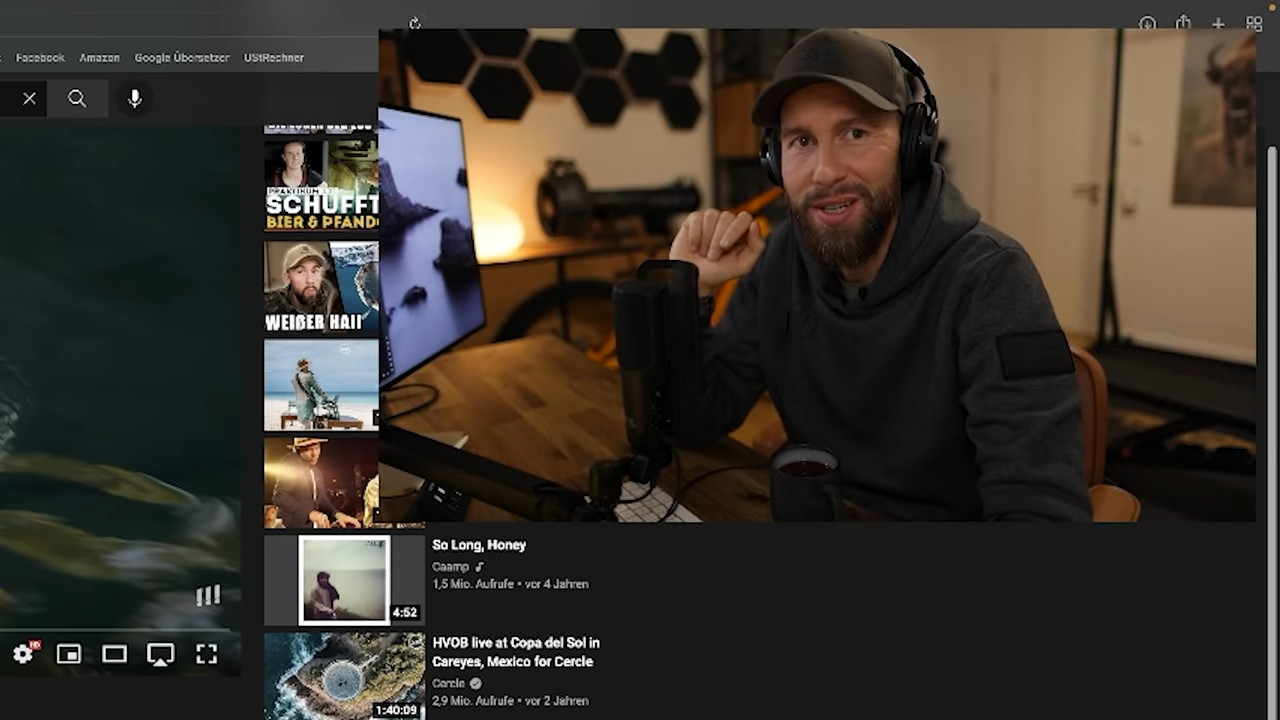 Facebook Amazon Google Übersetzer UStRechner
PRAKTIKUM
SCHUFFT
BIER & PFAND
WEIßER HAI
So Long, Honey
Caamp
1,5 Mio. Aufrufe • vor 4 Jahren
4:52
HVOB live at Copa del Sol in
Careyes, Mexico for Cercle
Cercle
2,9 Mio. Aufrufe • vor 2 Jahren
1:40:09
HD